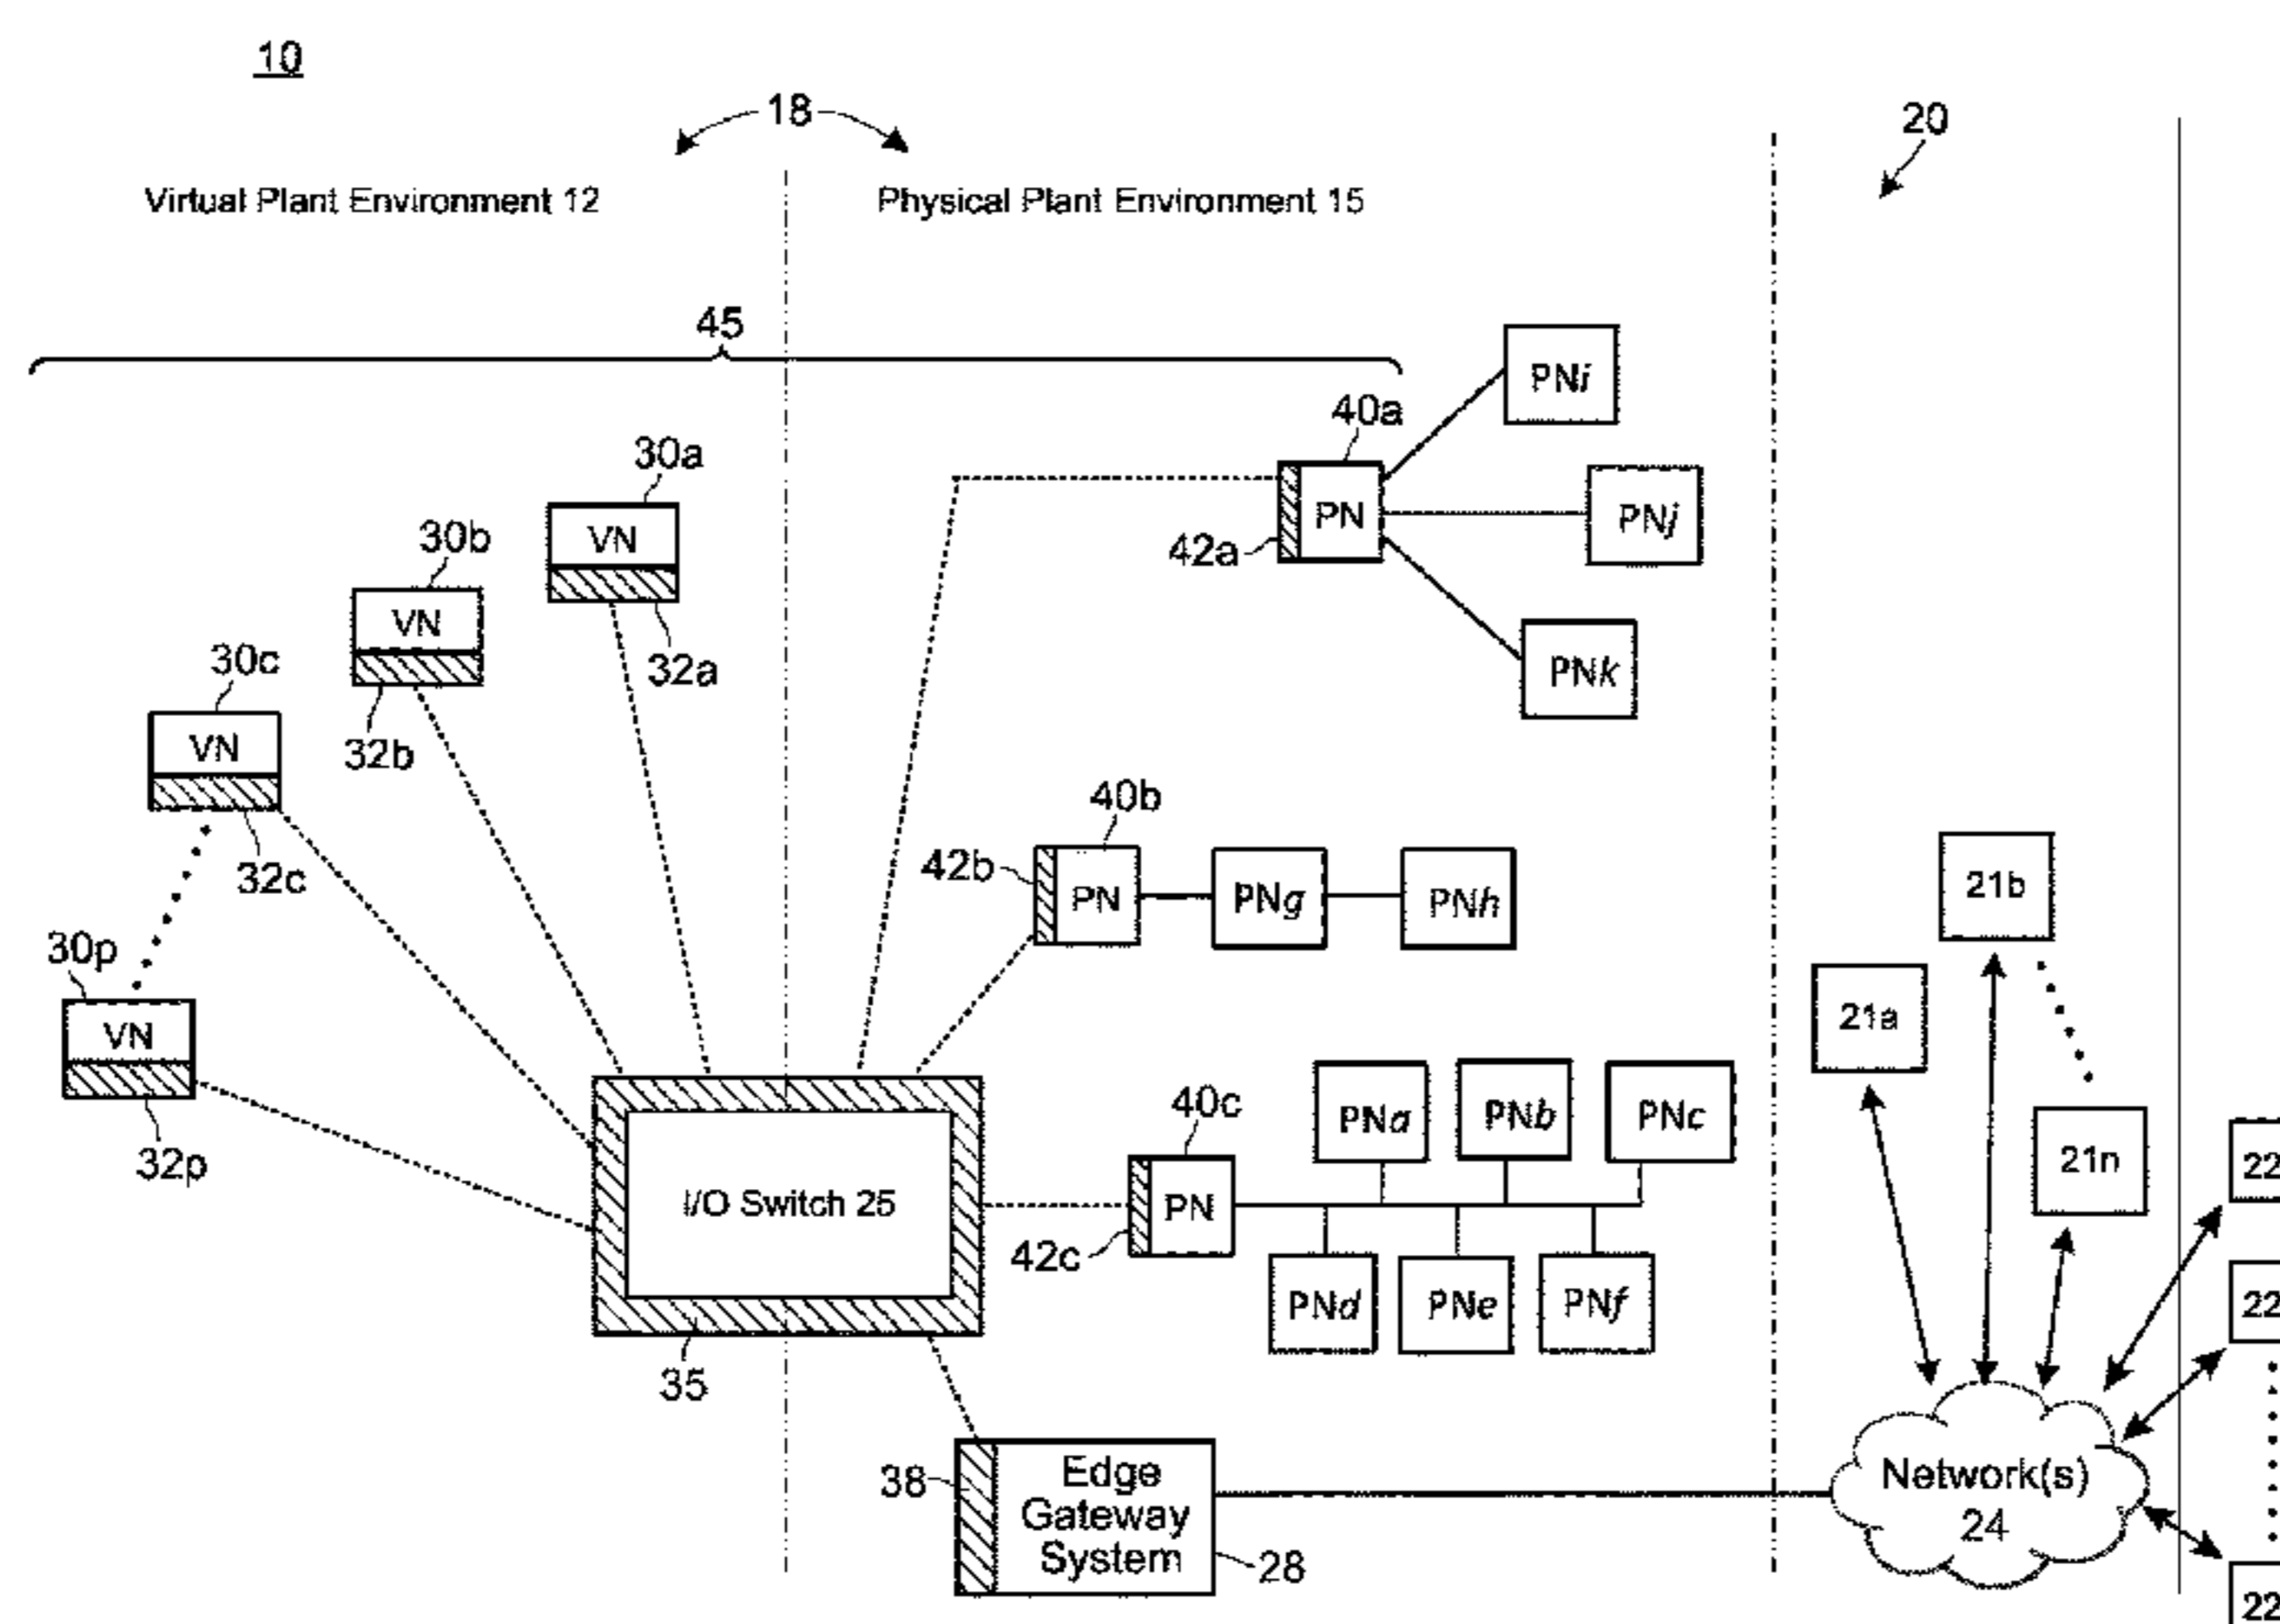 10
18
20
Virtual Plant Environment 12
Physical Plant Environment 15
45
PNi
40a
30a
PN
42a
PNj
VN
30b
VN
32a
PNk
30c
32b
VN
40b
21b
32c
42b
PN
PNg
PNh
30p
21a
VN
40c
PNa
PNb
PNc
32p
21n
22
I/O Switch 25
PN
42c
PNd
PNe
PNf
22
35
38
Edge
Gateway
System
28
Network(s)
24
22